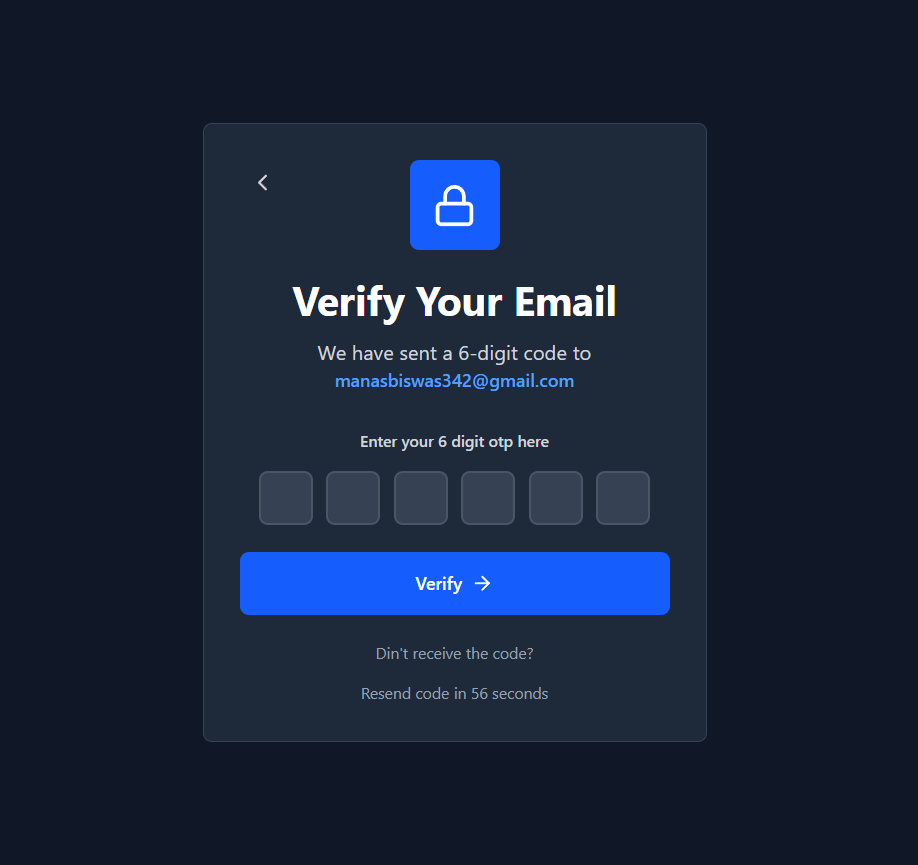 Verify Your Email
We have sent a 6-digit code to
manasbiswas342@gmail.com
Enter your 6 digit otp here
Verify
Din't receive the code?
Resend code in 56 seconds